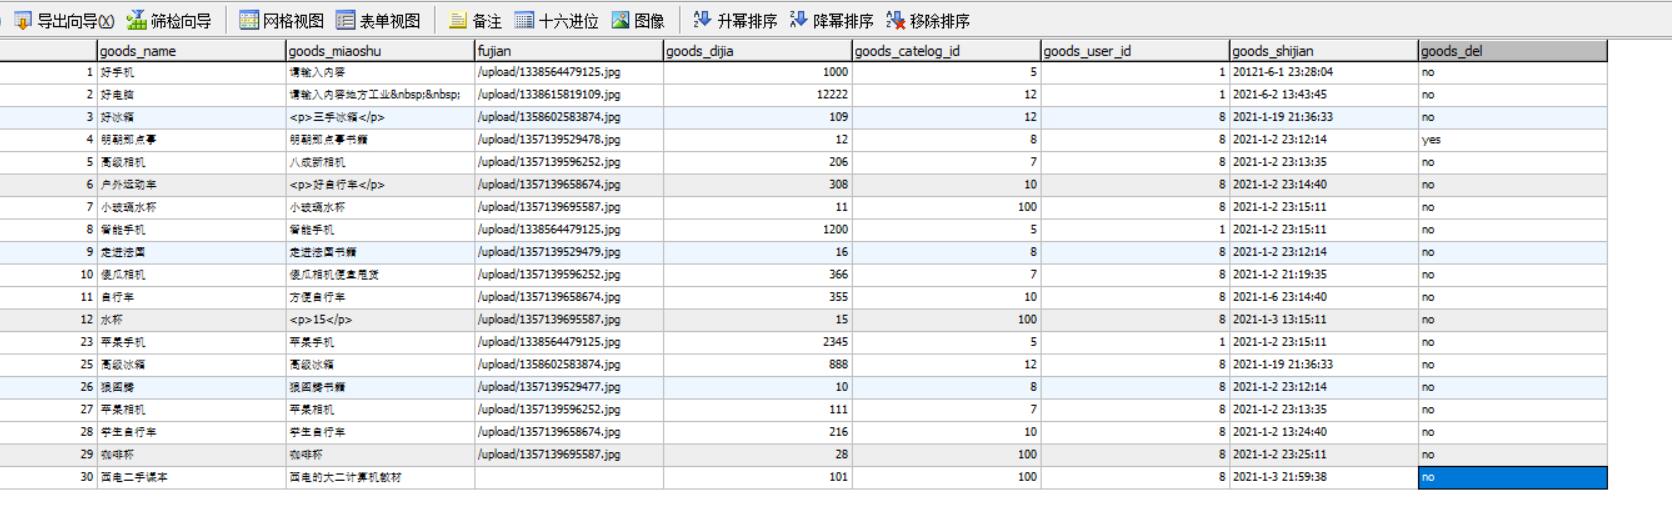 导出向导(X) 筛检向导 网格视图 表单视图 备注 十六进位 图像 升幂排序 降幂排序 移除排序
goods_name goods_miaoshu fujian goods_dijia goods_catelog_id goods_user_id goods_shijian goods_del
1 好手机 请输入内容 /upload/1338564479125.jpg 1000 5 1 20121-6-1 23:28:04 no
2 好电脑 请输入内容地方工业&nbsp;&nbsp; /upload/1338615819109.jpg 12222 12 1 2021-6-2 13:43:45 no
3 好冰箱 <p>三手冰箱</p> /upload/1358602583874.jpg 109 12 8 2021-1-19 21:36:33 no
4 明朝那点事 明朝那点事书籍 /upload/1357139529478.jpg 12 8 8 2021-1-2 23:12:14 yes
5 高级相机 八成新相机 /upload/1357139596252.jpg 206 7 8 2021-1-2 23:13:35 no
6 户外运动车 <p>好自行车</p> /upload/1357139658674.jpg 308 10 8 2021-1-2 23:14:40 no
7 小玻璃水杯 小玻璃水杯 /upload/1357139695587.jpg 11 100 8 2021-1-2 23:15:11 no
8 智能手机 智能手机 /upload/1338564479125.jpg 1200 5 1 2021-1-2 23:15:11 no
9 走进法国 走进法国书籍 /upload/1357139529479.jpg 16 8 8 2021-1-2 23:12:14 no
10 傻瓜相机 傻瓜相机便宜甩货 /upload/1357139596252.jpg 366 7 8 2021-1-2 21:19:35 no
11 自行车 方便自行车 /upload/1357139658674.jpg 355 10 8 2021-1-6 23:14:40 no
12 水杯 <p>15</p> /upload/1357139695587.jpg 15 100 8 2021-1-3 13:15:11 no
23 苹果手机 苹果手机 /upload/1338564479125.jpg 2345 5 1 2021-1-2 23:15:11 no
25 高级冰箱 高级冰箱 /upload/1358602583874.jpg 888 12 8 2021-1-19 21:36:33 no
26 狼图腾 狼图腾书籍 /upload/1357139529477.jpg 10 8 8 2021-1-2 23:12:14 no
27 苹果相机 苹果相机 /upload/1357139596252.jpg 111 7 8 2021-1-2 23:13:35 no
28 学生自行车 学生自行车 /upload/1357139658674.jpg 216 10 8 2021-1-2 13:24:40 no
29 咖啡杯 咖啡杯 /upload/1357139695587.jpg 28 100 8 2021-1-2 23:25:11 no
30 西电二手课本 西电的大二计算机教材 101 100 8 2021-1-3 21:59:38 no